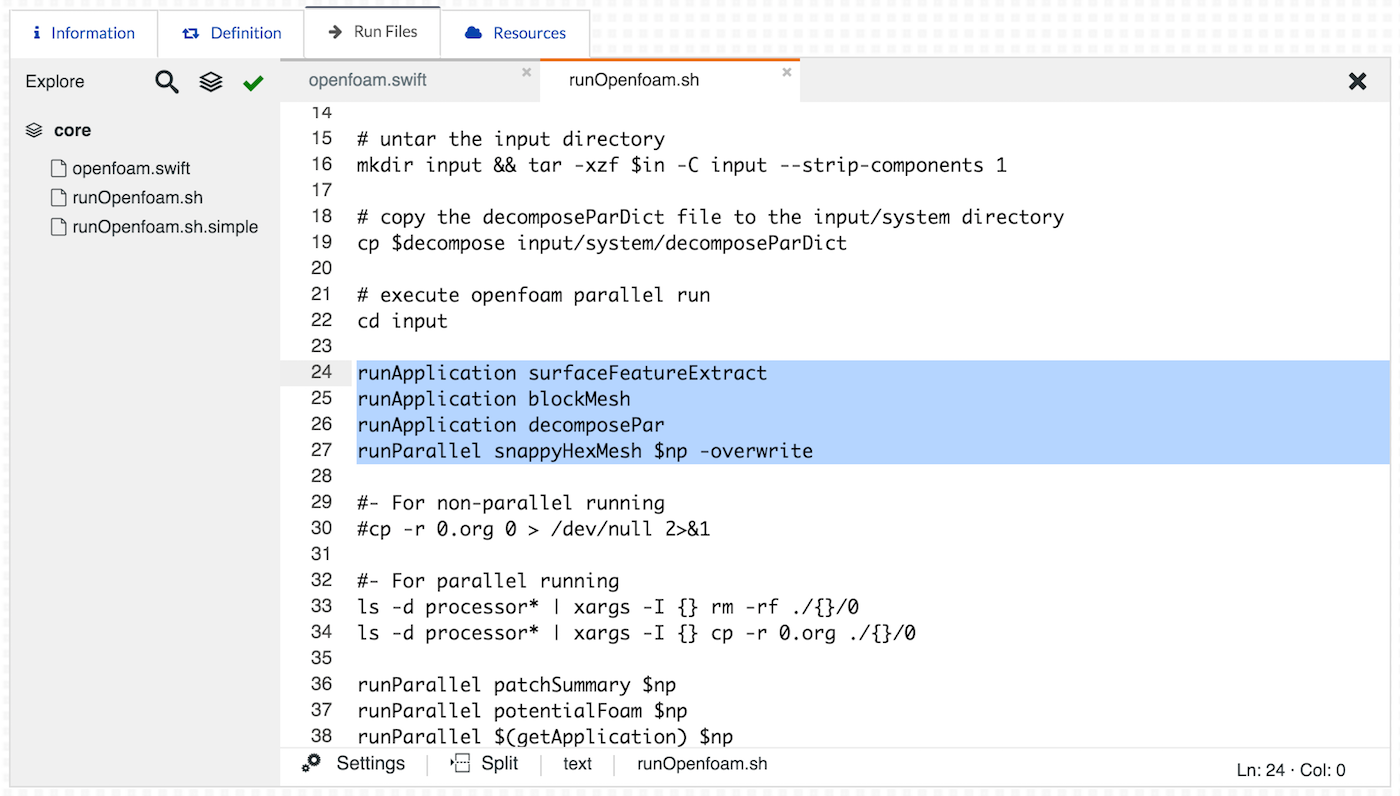 Information
Definition
Run Files
Resources
Explore
openfoam.swift
runOpenfoam.sh
core
openfoam.swift
runOpenfoam.sh
runOpenfoam.sh.simple
14
15 # untar the input directory
16 mkdir input && tar -xzf $in -C input --strip-components 1
17
18 # copy the decomposeParDict file to the input/system directory
19 cp $decompose input/system/decomposeParDict
20
21 # execute openfoam parallel run
22 cd input
23
24 runApplication surfaceFeatureExtract
25 runApplication blockMesh
26 runApplication decomposePar
27 runParallel snappyHexMesh $np -overwrite
28
29 #- For non-parallel running
30 #cp -r 0.org 0 > /dev/null 2>&1
31
32 #- For parallel running
33 ls -d processor* | xargs -I {} rm -rf ./{}/0
34 ls -d processor* | xargs -I {} cp -r 0.org ./{}/0
35
36 runParallel patchSummary $np
37 runParallel potentialFoam $np
38 runParallel $(getApplication) $np
Settings
Split
text
runOpenfoam.sh
Ln: 24 · Col: 0